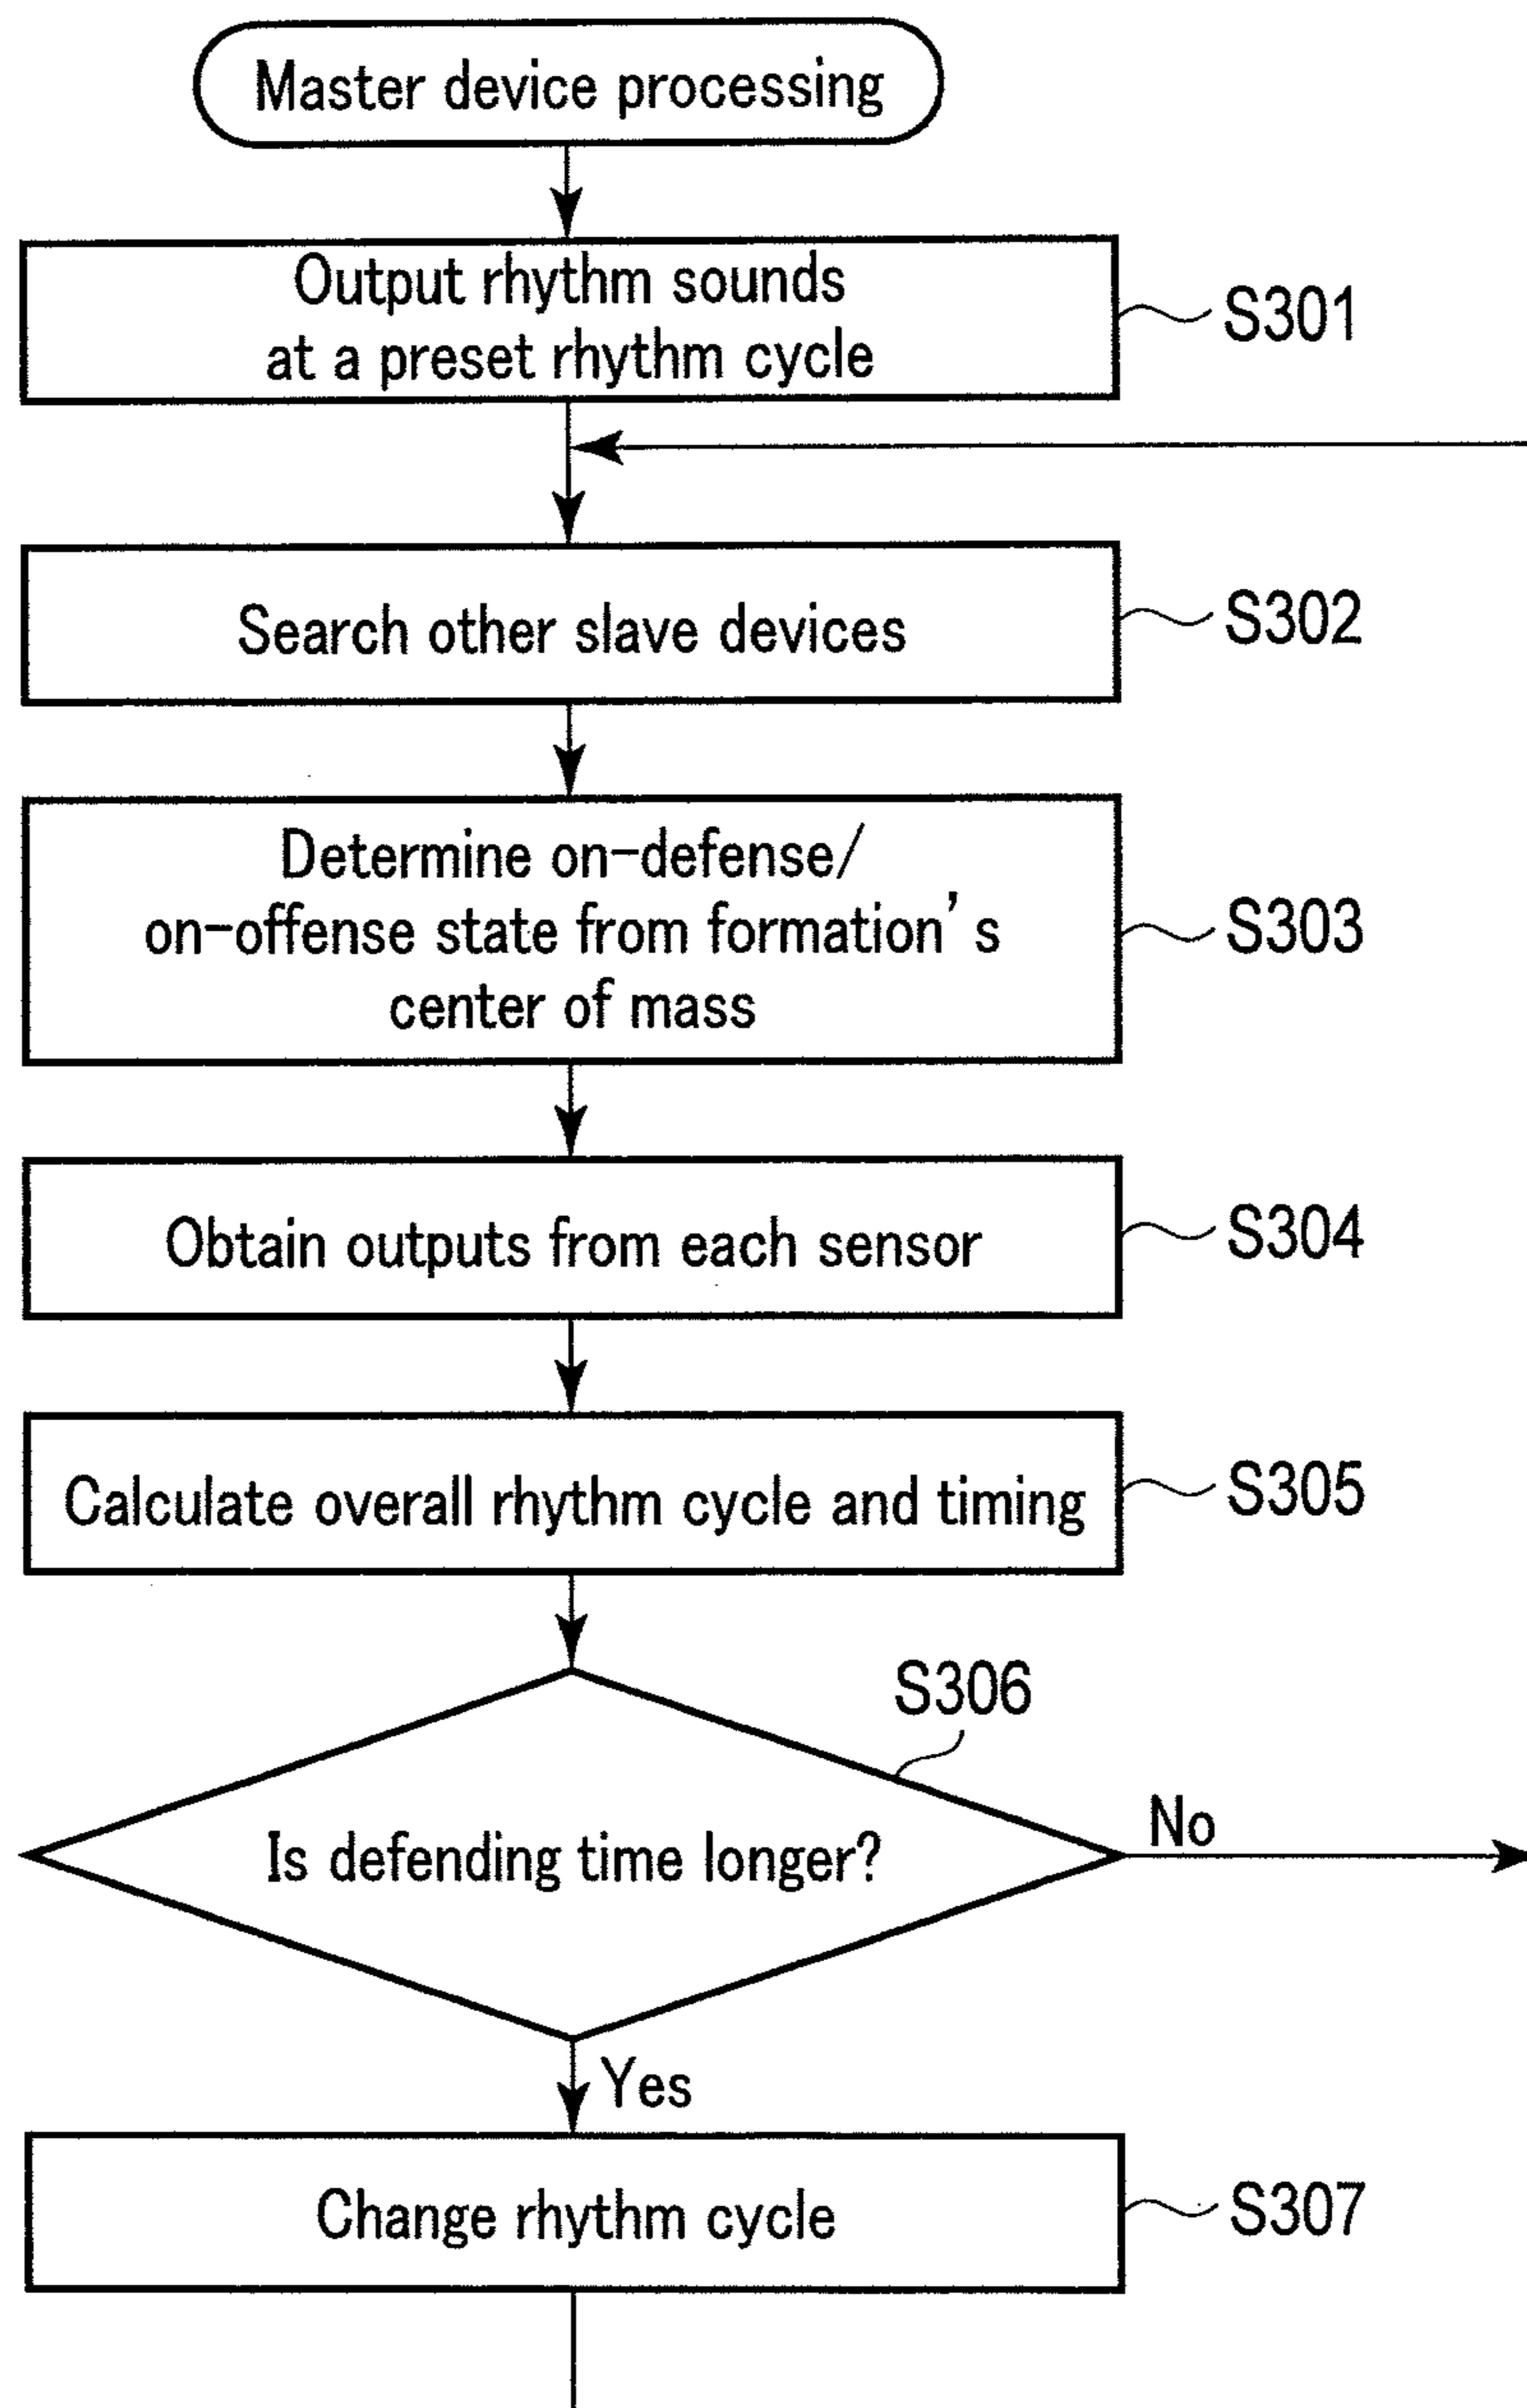 Master device processing
Output rhythm sounds
at a preset rhythm cycle
S301
Search other slave devices
S302
Determine on-defense/
on-offense state from formation's
center of mass
S303
Obtain outputs from each sensor
S304
Calculate overall rhythm cycle and timing
S305
S306
Is defending time longer?
No
Yes
Change rhythm cycle
S307